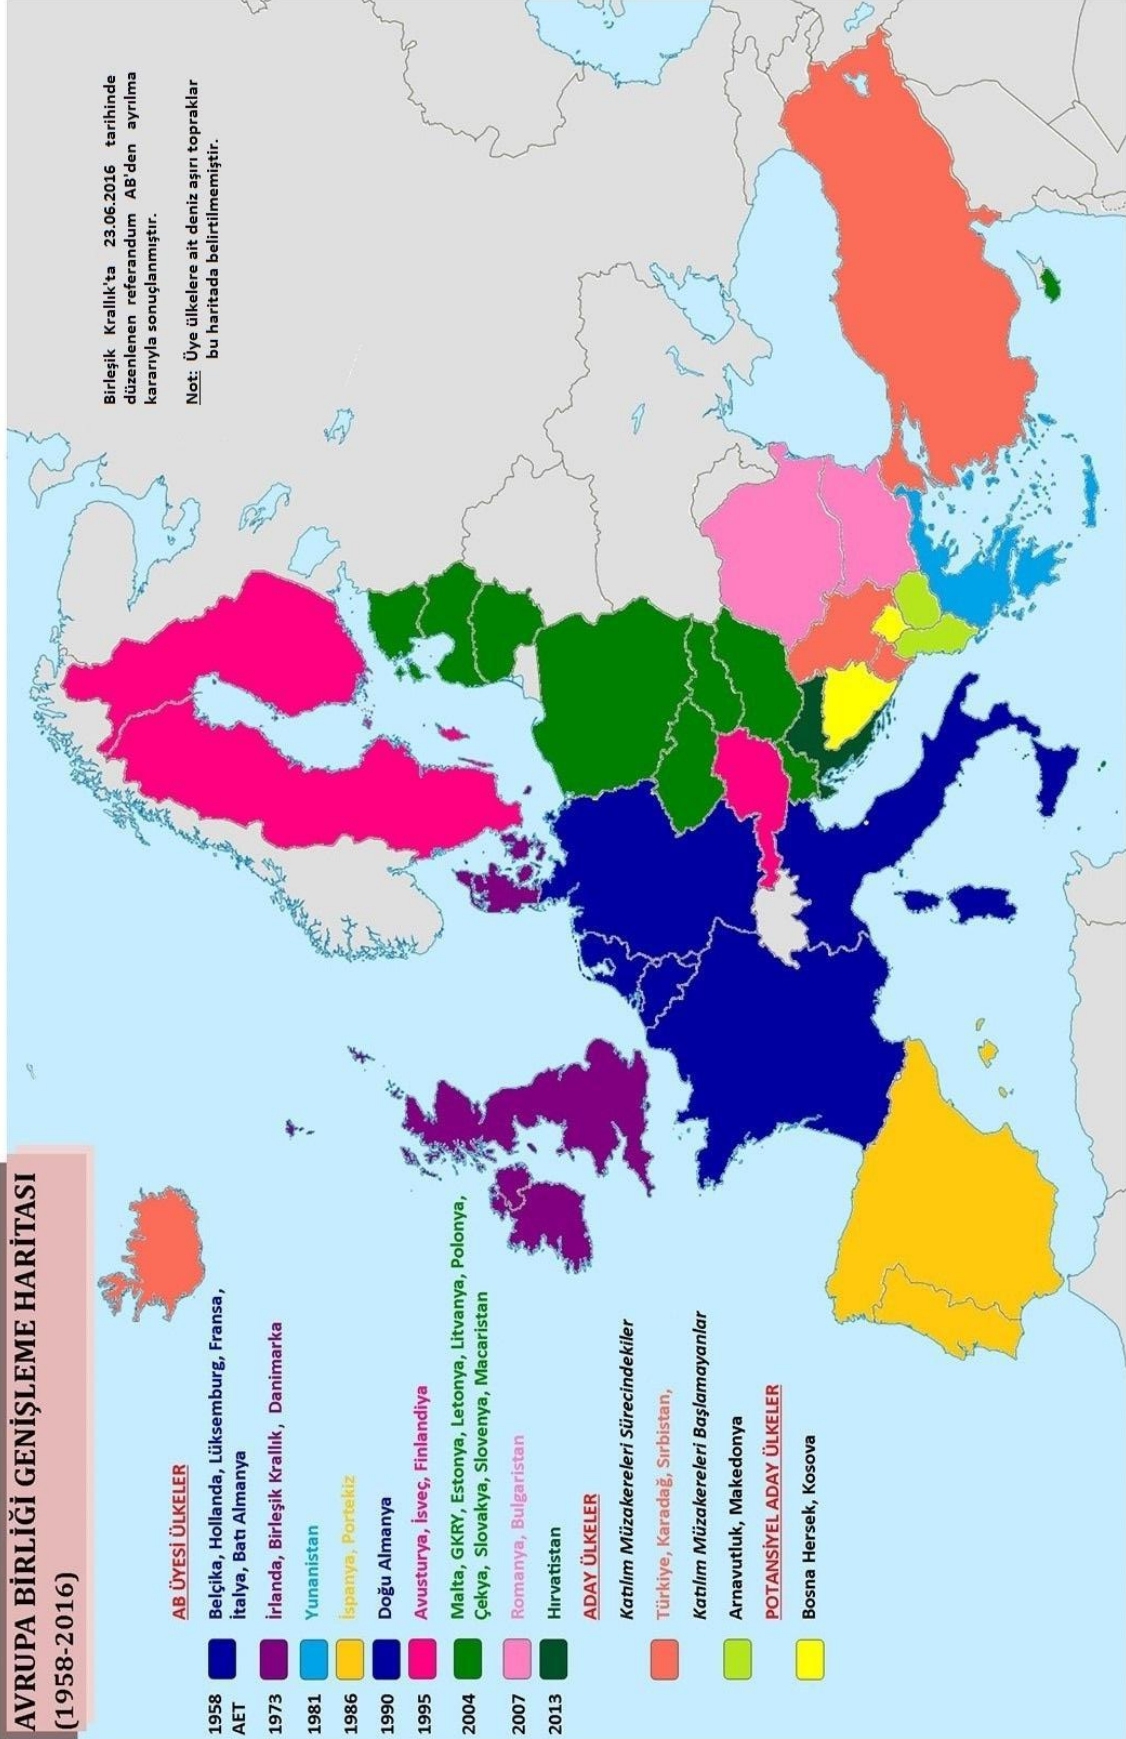 AVRUPA BİRLİĞİ GENİŞLEME HARİTASI
(1958-2016)
Birleşik Krallık'ta 23.06.2016 tarihinde
düzenlenen referandum AB'den ayrılma
kararıyla sonuçlanmıştır.
Not: Üye ülkelere ait deniz aşırı topraklar
bu haritada belirtilmemiştir.
AB ÜYESİ ÜLKELER
1958 Belçika, Hollanda, Lüksemburg, Fransa,
AET İtalya, Batı Almanya
1973 İrlanda, Birleşik Krallık, Danimarka
1981 Yunanistan
1986 İspanya, Portekiz
1990 Doğu Almanya
1995 Avusturya, İsveç, Finlandiya
2004 Malta, GKRY, Estonya, Letonya, Litvanya, Polonya,
Çekya, Slovakya, Slovenya, Macaristan
2007 Romanya, Bulgaristan
2013 Hırvatistan
ADAY ÜLKELER
Katılım Müzakereleri Sürecindekiler
Türkiye, Karadağ, Sırbistan,
Katılım Müzakereleri Başlamayanlar
Arnavutluk, Makedonya
POTANSİYEL ADAY ÜLKELER
Bosna Hersek, Kosova